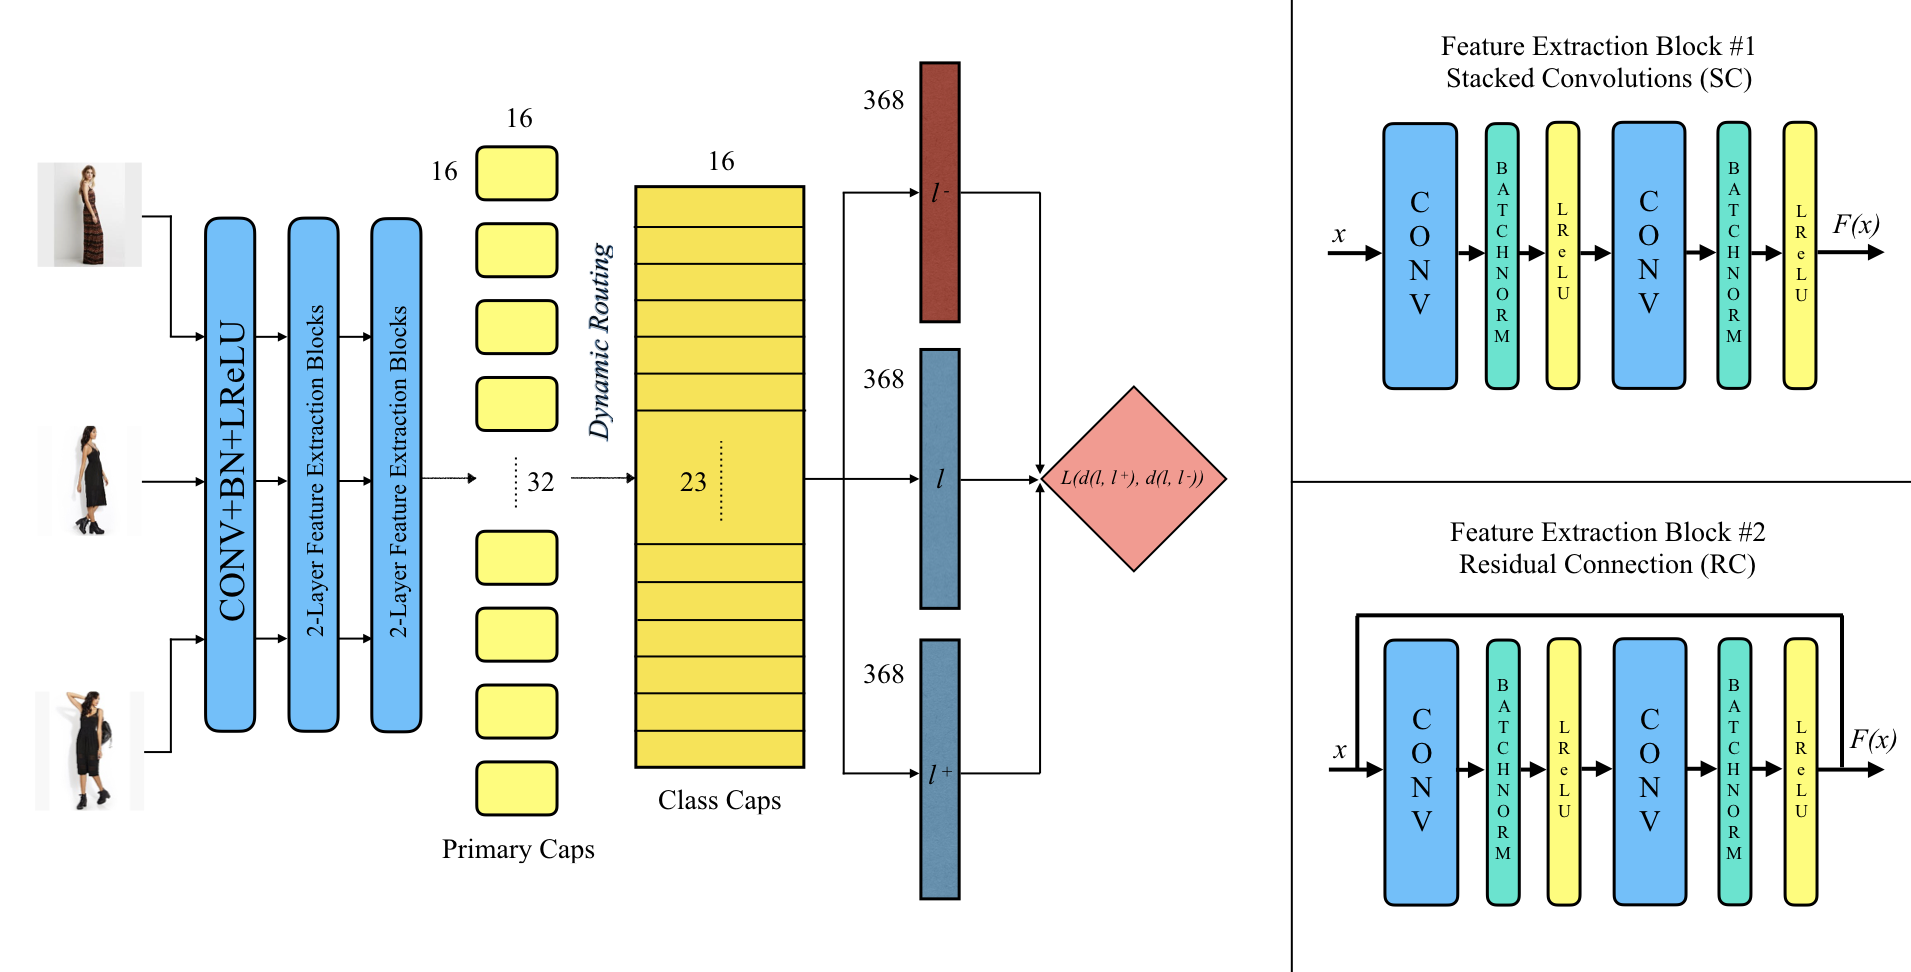 CONV+BN+LReLU
2-Layer Feature Extraction Blocks
2-Layer Feature Extraction Blocks
16
16
32
Primary Caps
Dynamic Routing
16
23
Class Caps
368
l-
368
l
368
l+
L(d(l, l+), d(l, l-))
Feature Extraction Block #1
Stacked Convolutions (SC)
x
CONV
BATCHNORM
LReLU
CONV
BATCHNORM
LReLU
F(x)
Feature Extraction Block #2
Residual Connection (RC)
x
CONV
BATCHNORM
LReLU
CONV
BATCHNORM
LReLU
F(x)